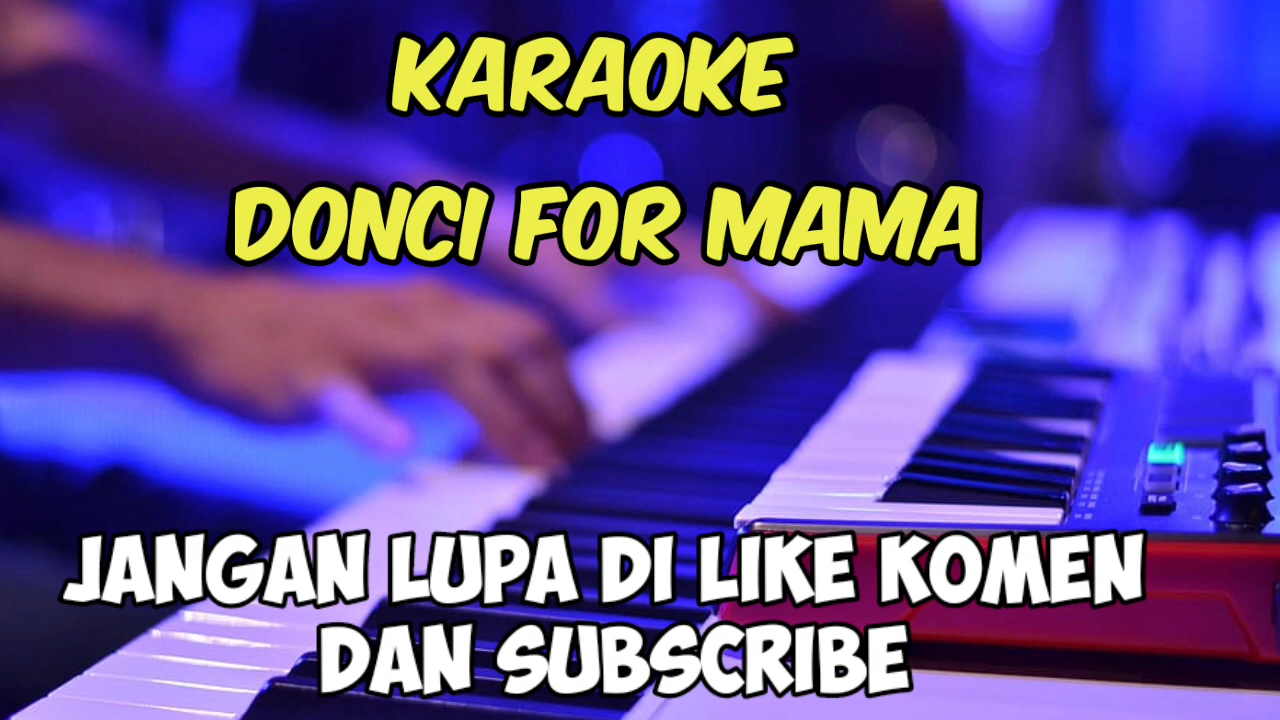 KARAOKE
DONCI FOR MAMA
JANGAN LUPA DI LIKE KOMEN
DAN SUBSCRIBE